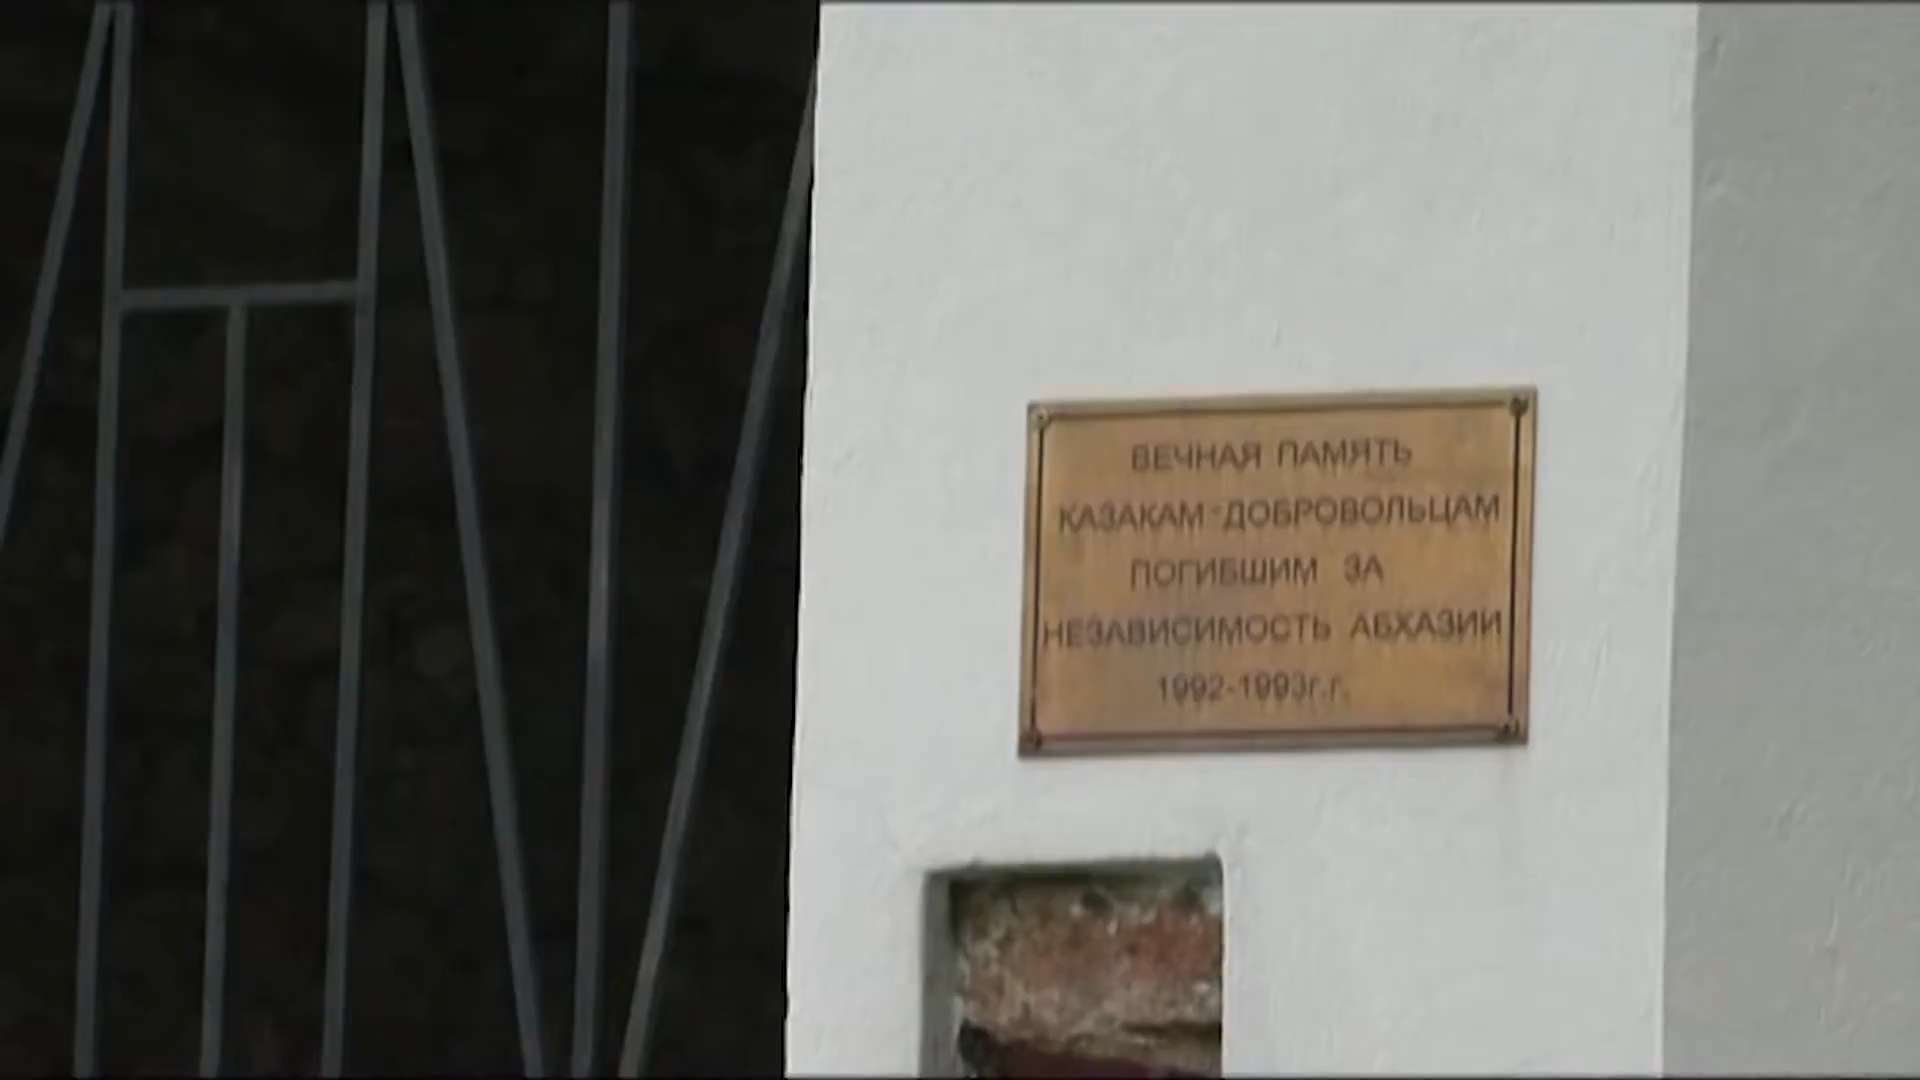 ВЕЧНАЯ ПАМЯТЬ
КАЗАКАМ-ДОБРОВОЛЬЦАМ
ПОГИБШИМ ЗА
НЕЗАВИСИМОСТЬ АБХАЗИИ
1992-1993г.г.